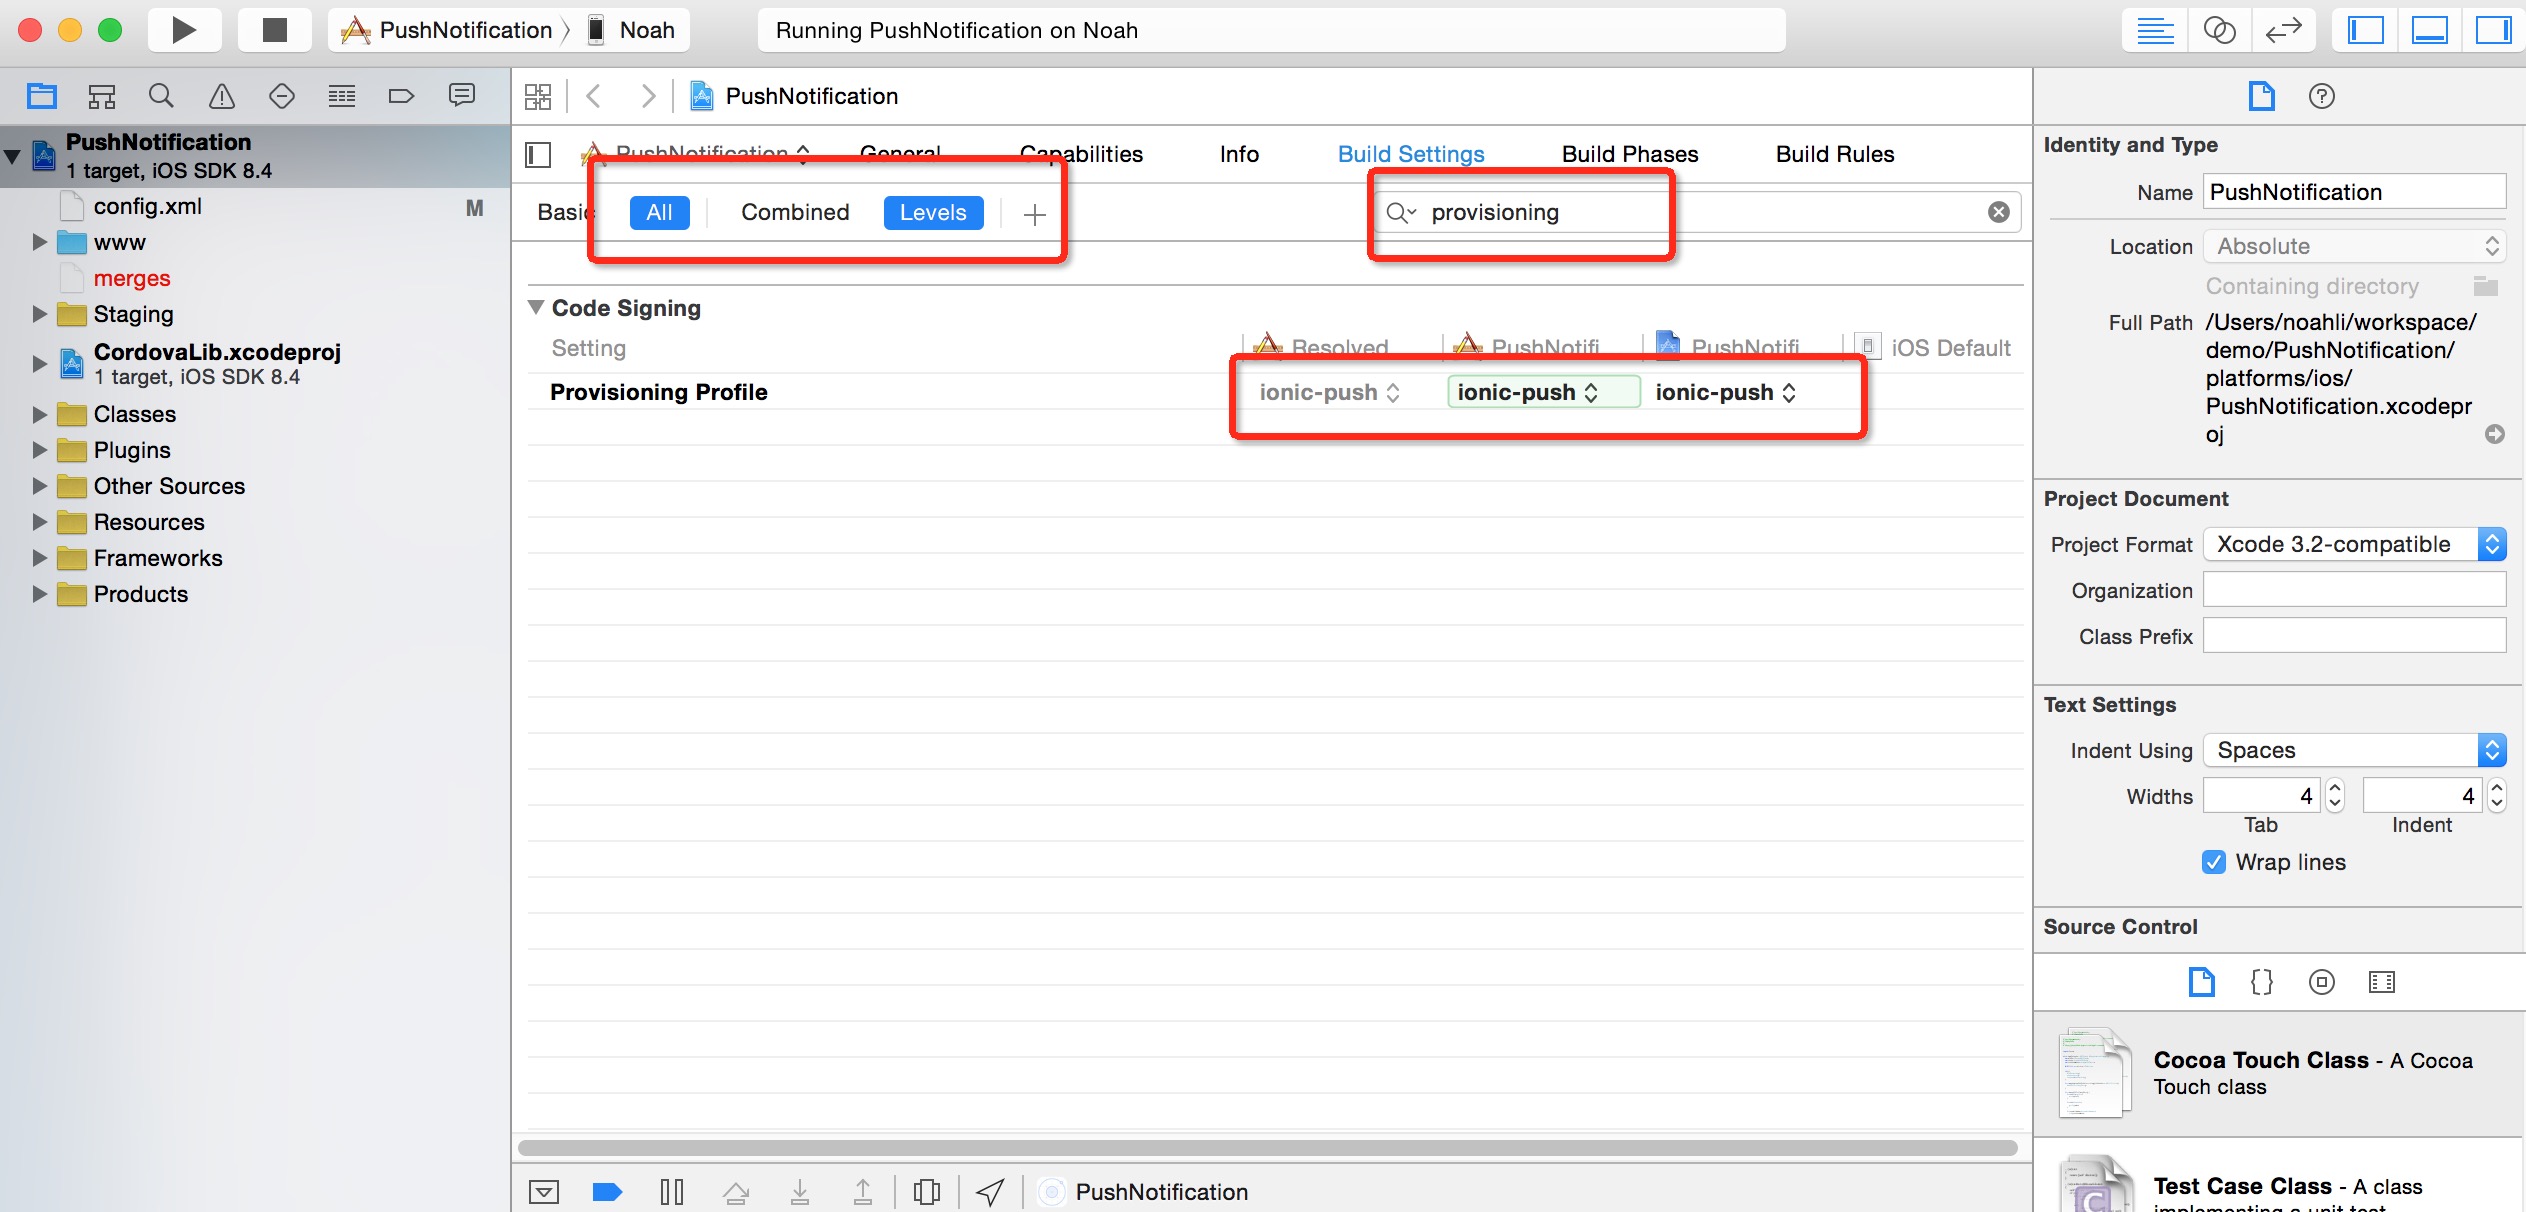 PushNotification
Noah
Running PushNotification on Noah
PushNotification
1 target, iOS SDK 8.4
config.xml
M
www
merges
Staging
CordovaLib.xcodeproj
1 target, iOS SDK 8.4
Classes
Plugins
Other Sources
Resources
Frameworks
Products
PushNotification
PushNotification
General
Capabilities
Info
Build Settings
Build Phases
Build Rules
Basic
All
Combined
Levels
provisioning
Code Signing
Setting
Resolved
PushNotifi
PushNotifi
iOS Default
Provisioning Profile
ionic-push
ionic-push
ionic-push
PushNotification
Identity and Type
Name
PushNotification
Location
Absolute
Containing directory
Full Path
/Users/noahli/workspace/
demo/PushNotification/
platforms/ios/
PushNotification.xcodepr
oj
Project Document
Project Format
Xcode 3.2-compatible
Organization
Class Prefix
Text Settings
Indent Using
Spaces
Widths
4
4
Tab
Indent
Wrap lines
Source Control
Cocoa Touch Class - A Cocoa
Touch class
Test Case Class - A class
implementing a unit test